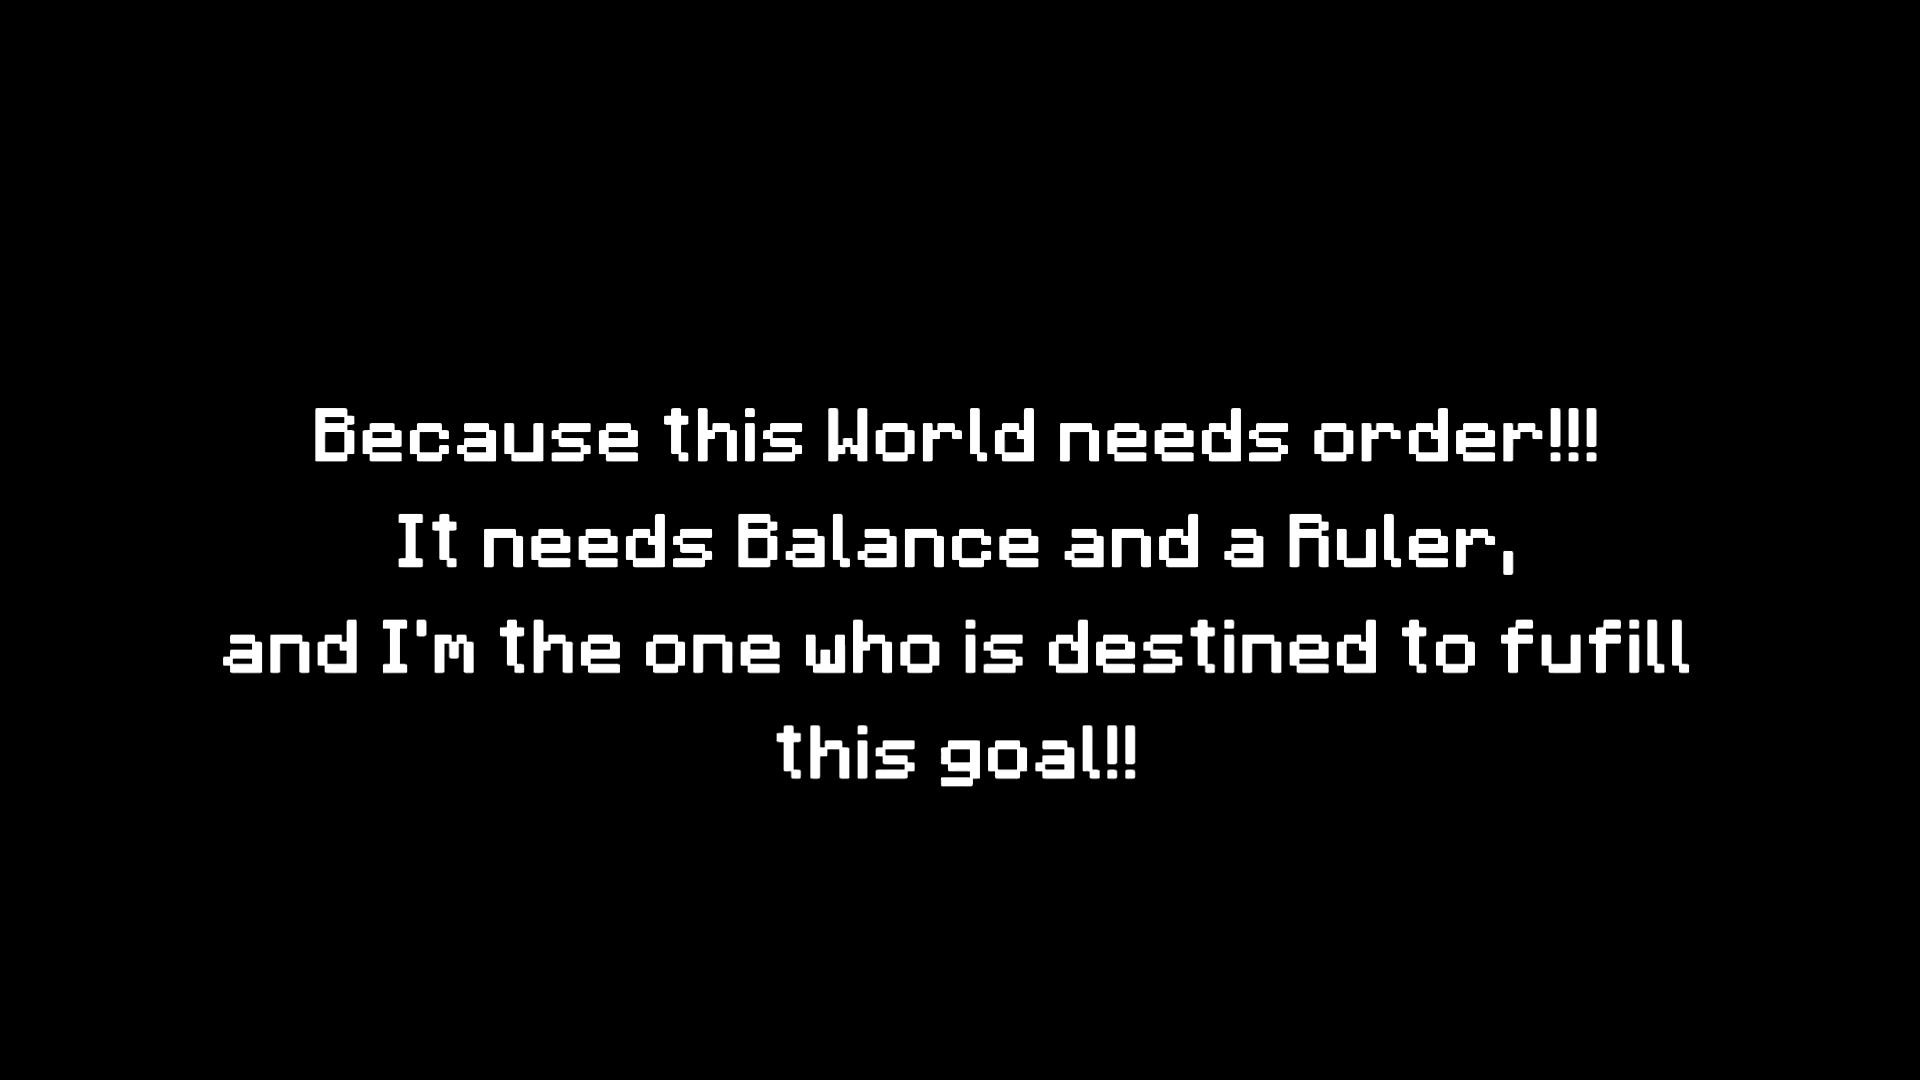 Because this World needs order!!!
It needs Balance and a Ruler,
and I'm the one who is destined to fufill
this goal!!